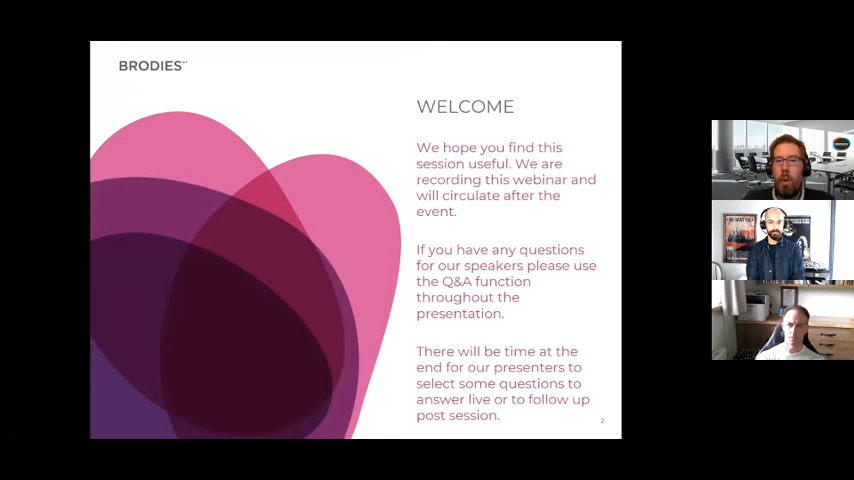 BRODIES
WELCOME
We hope you find this
session useful. We are
recording this webinar and
will circulate after the
event.
If you have any questions
for our speakers please use
the Q&A function
throughout the
presentation.
There will be time at the
end for our presenters to
select some questions to
answer live or to follow up
post session.
2